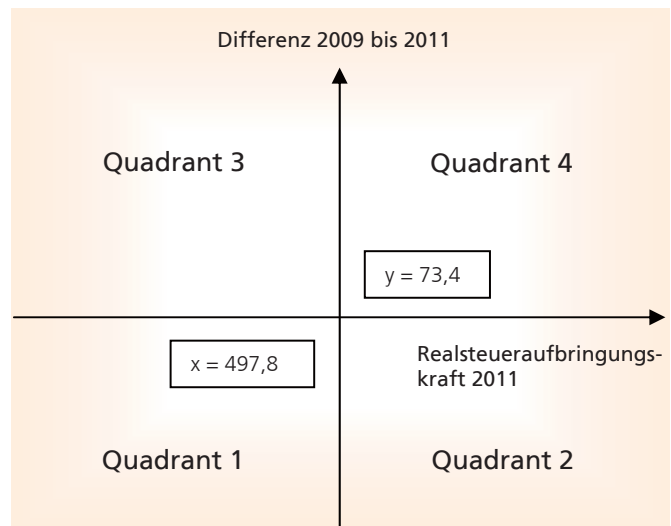 Differenz 2009 bis 2011
Quadrant 3
Quadrant 4
y = 73,4
x = 497,8
Realsteueraufbringungs-
kraft 2011
Quadrant 1
Quadrant 2